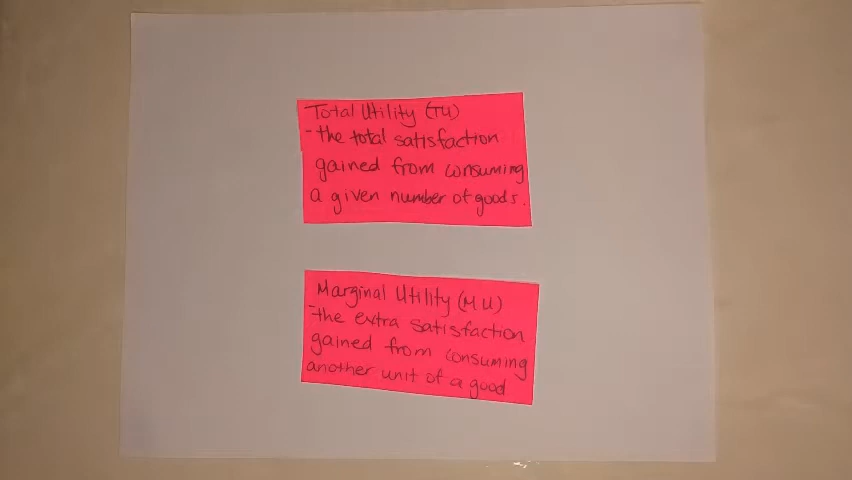 Total Utility (TU)
- the total satisfaction
gained from consuming
a given number of goods.
Marginal Utility (MU)
- the extra satisfaction
gained from consuming
another unit of a good